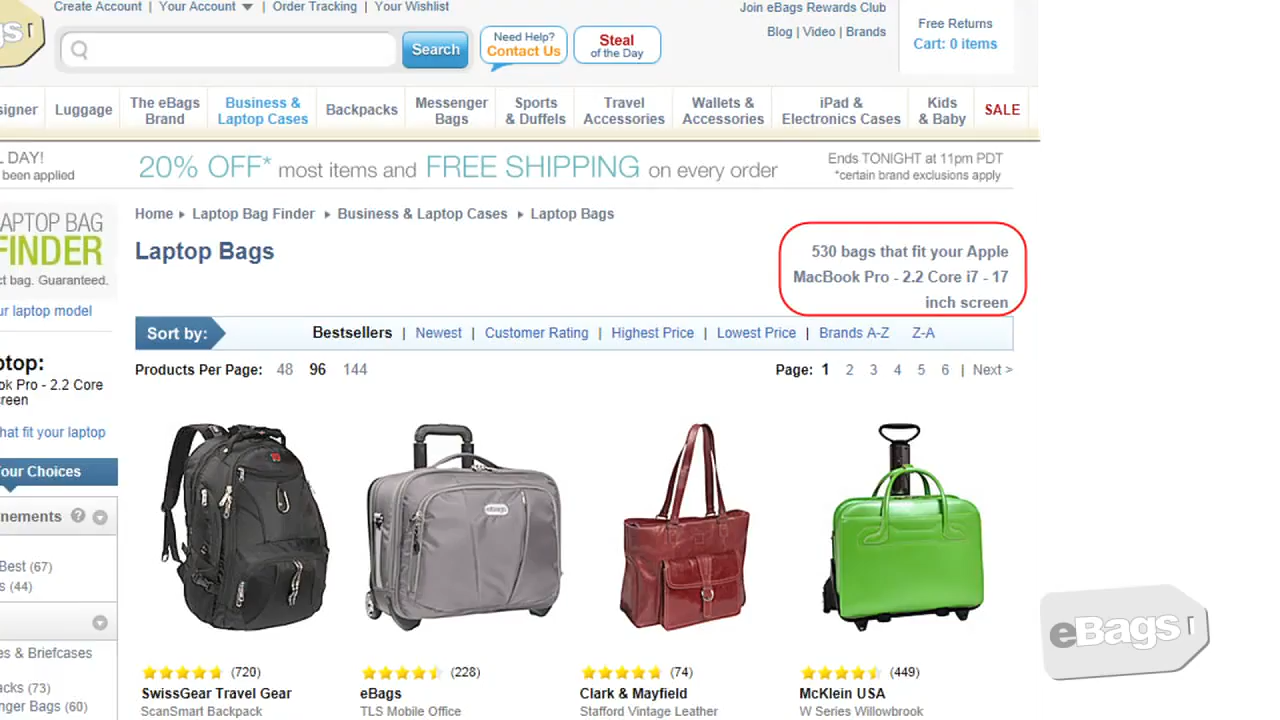 Create Account | Your Account | Order Tracking | Your Wishlist
Join eBags Rewards Club
Blog | Video | Brands
Free Returns
Cart: 0 items
Search
Need Help?
Contact Us
Steal
of the Day
Luggage
The eBags
Brand
Business &
Laptop Cases
Backpacks
Messenger
Bags
Sports
& Duffels
Travel
Accessories
Wallets &
Accessories
iPad &
Electronics Cases
Kids
& Baby
SALE
DAY!
been applied
20% OFF* most items and FREE SHIPPING on every order
Ends TONIGHT at 11pm PDT
*certain brand exclusions apply
Home ▸ Laptop Bag Finder ▸ Business & Laptop Cases ▸ Laptop Bags
Laptop Bags
530 bags that fit your Apple
MacBook Pro - 2.2 Core i7 - 17
inch screen
APTOP BAG
FINDER
ct bag. Guaranteed.
ur laptop model
ptop:
ok Pro - 2.2 Core
reen
hat fit your laptop
Your Choices
nements
Best (67)
s (44)
es & Briefcases
acks (73)
nger Bags (60)
Sort by:
Bestsellers | Newest | Customer Rating | Highest Price | Lowest Price | Brands A-Z Z-A
Products Per Page: 48 96 144
Page: 1 2 3 4 5 6 | Next >
eBags
(720)
SwissGear Travel Gear
ScanSmart Backpack
(228)
eBags
TLS Mobile Office
(74)
Clark & Mayfield
Stafford Vintage Leather
(449)
McKlein USA
W Series Willowbrook
eBags